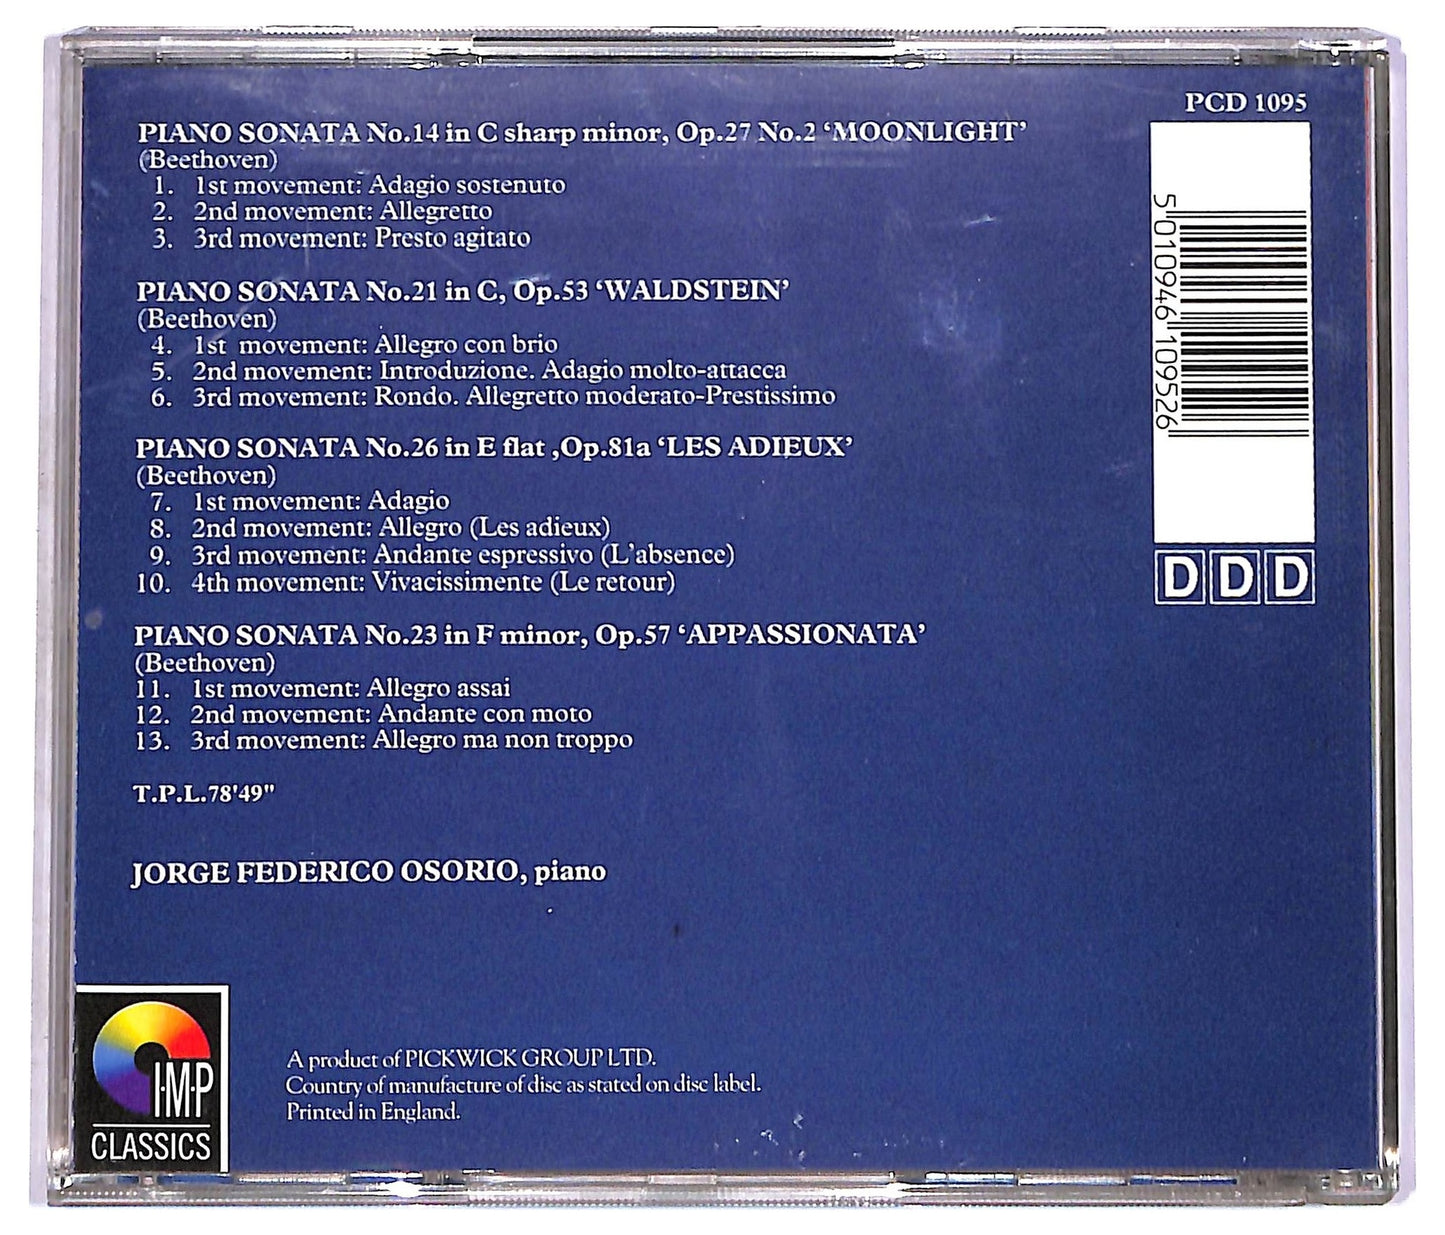 PCD 1095
PIANO SONATA No.14 in C sharp minor, Op.27 No.2 ‘MOONLIGHT’
(Beethoven)
1. 1st movement: Adagio sostenuto
2. 2nd movement: Allegretto
3. 3rd movement: Presto agitato
PIANO SONATA No.21 in C, Op.53 ‘WALDSTEIN’
(Beethoven)
4. 1st movement: Allegro con brio
5. 2nd movement: Introduzione. Adagio molto-attacca
6. 3rd movement: Rondo. Allegretto moderato-Prestissimo
PIANO SONATA No.26 in E flat ,Op.81a ‘LES ADIEUX’
(Beethoven)
7. 1st movement: Adagio
8. 2nd movement: Allegro (Les adieux)
9. 3rd movement: Andante espressivo (L'absence)
10. 4th movement: Vivacissimente (Le retour)
PIANO SONATA No.23 in F minor, Op.57 ‘APPASSIONATA’
(Beethoven)
11. 1st movement: Allegro assai
12. 2nd movement: Andante con moto
13. 3rd movement: Allegro ma non troppo
T.P.L.78'49"
JORGE FEDERICO OSORIO, piano
5 010946 109526
D D D
I·M·P
CLASSICS
A product of PICKWICK GROUP LTD.
Country of manufacture of disc as stated on disc label.
Printed in England.